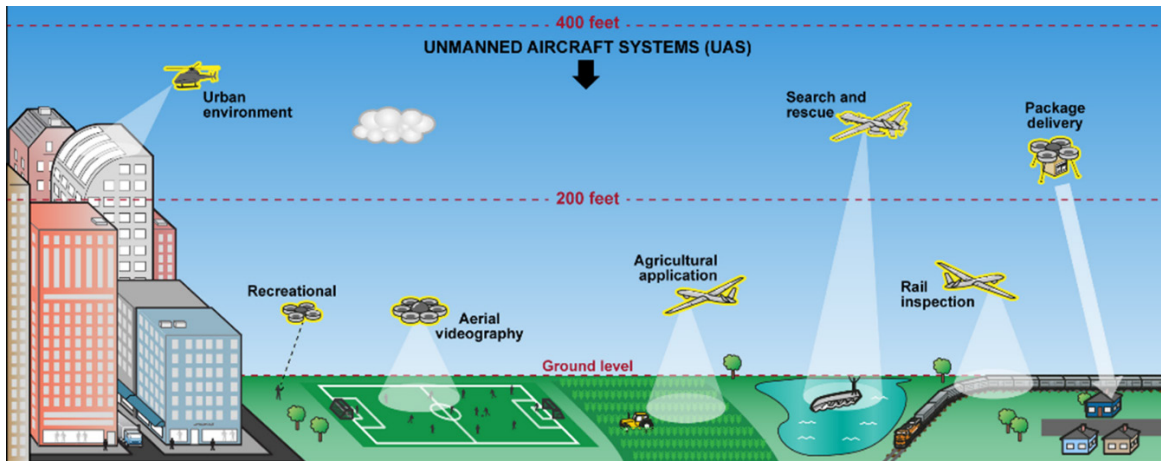 400 feet
UNMANNED AIRCRAFT SYSTEMS (UAS)
Urban
environment
Search and
rescue
Package
delivery
200 feet
Recreational
Aerial
videography
Agricultural
application
Rail
inspection
Ground level